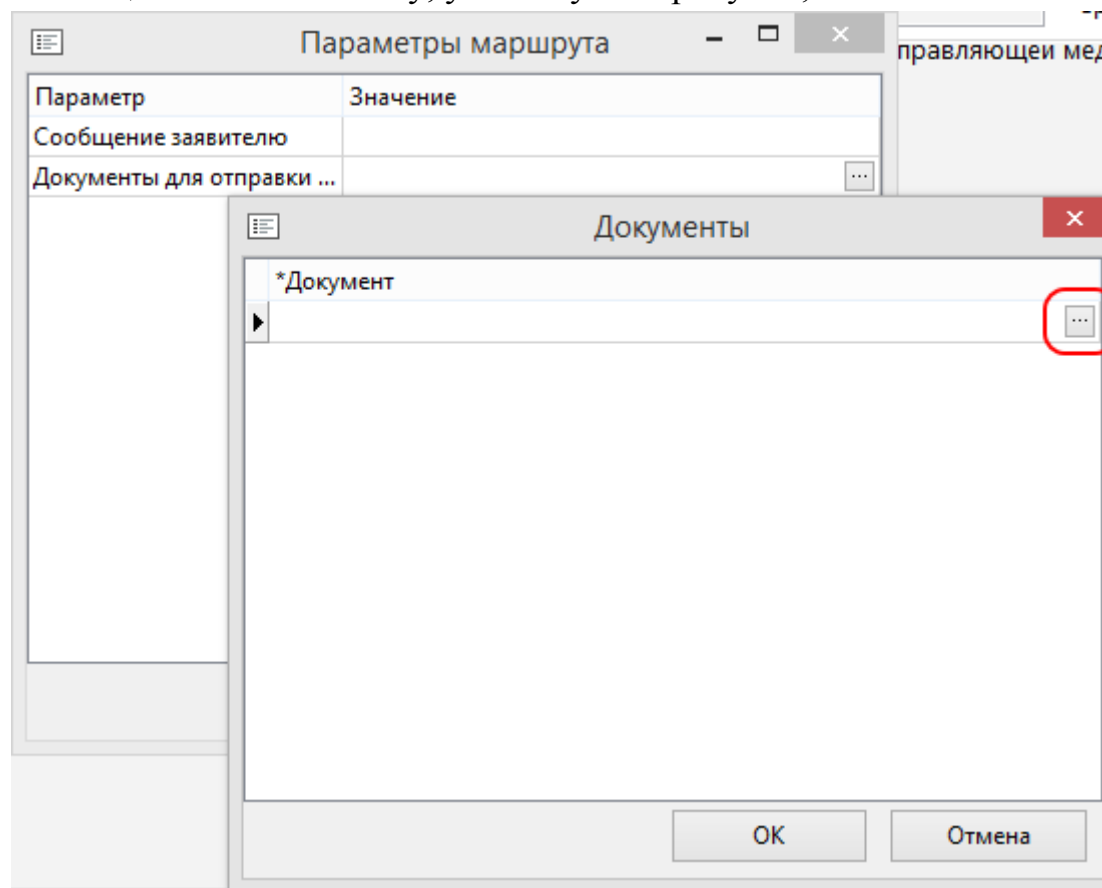 Параметры маршрута
правляющей мед
Параметр Значение
Сообщение заявителю
Документы для отправки ... ...
Документы
*Документ
...
ОК Отмена